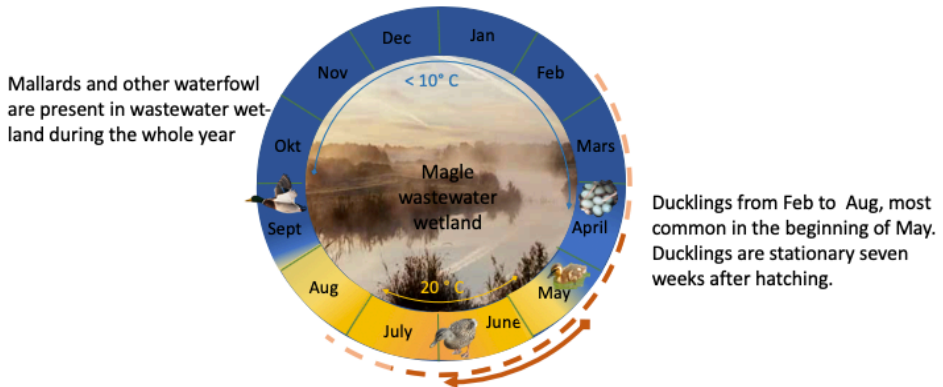 Mallards and other waterfowl
are present in wastewater wet-
land during the whole year
Dec
Jan
Nov
Feb
< 10° C
Okt
Mars
Magle
wastewater
wetland
Sept
April
Aug
May
20 ° C
July
June
Ducklings from Feb to Aug, most
common in the beginning of May.
Ducklings are stationary seven
weeks after hatching.